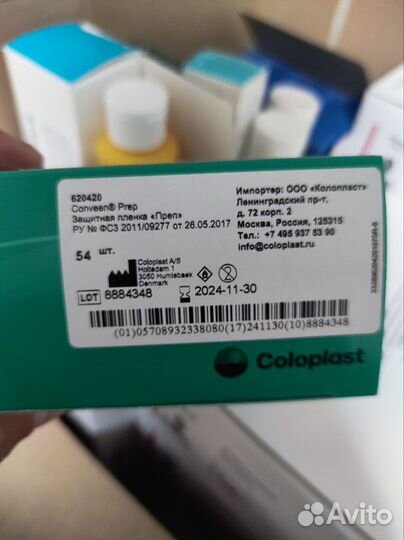 620420
Conveen® Prep
Защитная пленка «Преп»
РУ № ФСЗ 2011/09277 от 26.05.2017
54 шт.
Coloplast A/S
Holtedam 1
3050 Humlebaek
Denmark
LOT 8884348
2024-11-30
Импортер: ООО «Колопласт»
Ленинградский пр-т,
д. 72 корп. 2
Москва, Россия, 125315
Тел.: +7 495 937 53 90
info@coloplast.ru
(01)05708932338080(17)241130(10)8884348
Coloplast
Avito